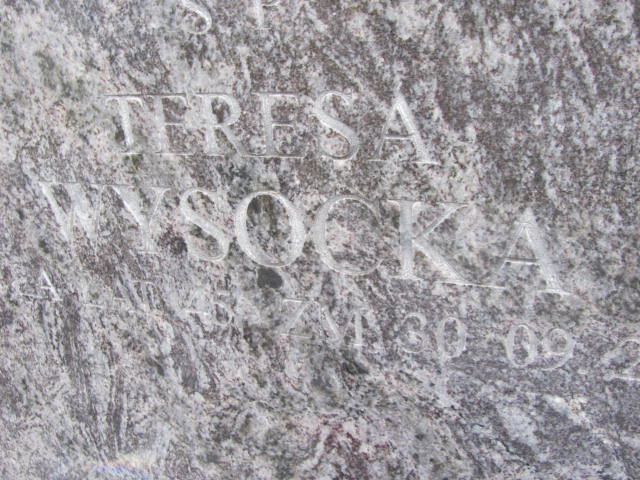 S P
TERESA
WYSOCKA
ZM 30 09